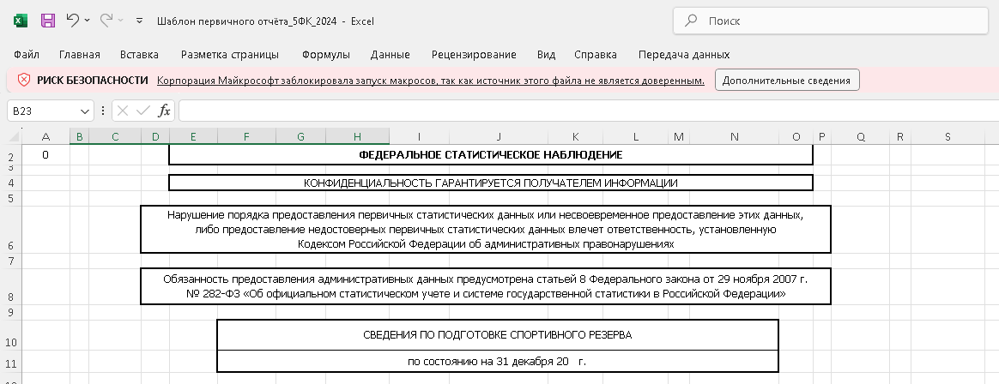 Шаблон первичного отчёта_5ФК_2024 - Excel
Поиск
Файл Главная Вставка Разметка страницы Формулы Данные Рецензирование Вид Справка Передача данных
РИСК БЕЗОПАСНОСТИ Корпорация Майкрософт заблокировала запуск макросов, так как источник этого файла не является доверенным. Дополнительные сведения
B23 fx
A B C D E F G H I J K L M N O P Q R S
2 0 ФЕДЕРАЛЬНОЕ СТАТИСТИЧЕСКОЕ НАБЛЮДЕНИЕ
3
4 КОНФИДЕНЦИАЛЬНОСТЬ ГАРАНТИРУЕТСЯ ПОЛУЧАТЕЛЕМ ИНФОРМАЦИИ
5
Нарушение порядка предоставления первичных статистических данных или несвоевременное предоставление этих данных,
либо предоставление недостоверных первичных статистических данных влечет ответственность, установленную
6 Кодексом Российской Федерации об административных правонарушениях
7
Обязанность предоставления административных данных предусмотрена статьей 8 Федерального закона от 29 ноября 2007 г.
8 № 282-ФЗ «Об официальном статистическом учете и системе государственной статистики в Российской Федерации»
9
10 СВЕДЕНИЯ ПО ПОДГОТОВКЕ СПОРТИВНОГО РЕЗЕРВА
11 по состоянию на 31 декабря 20 г.